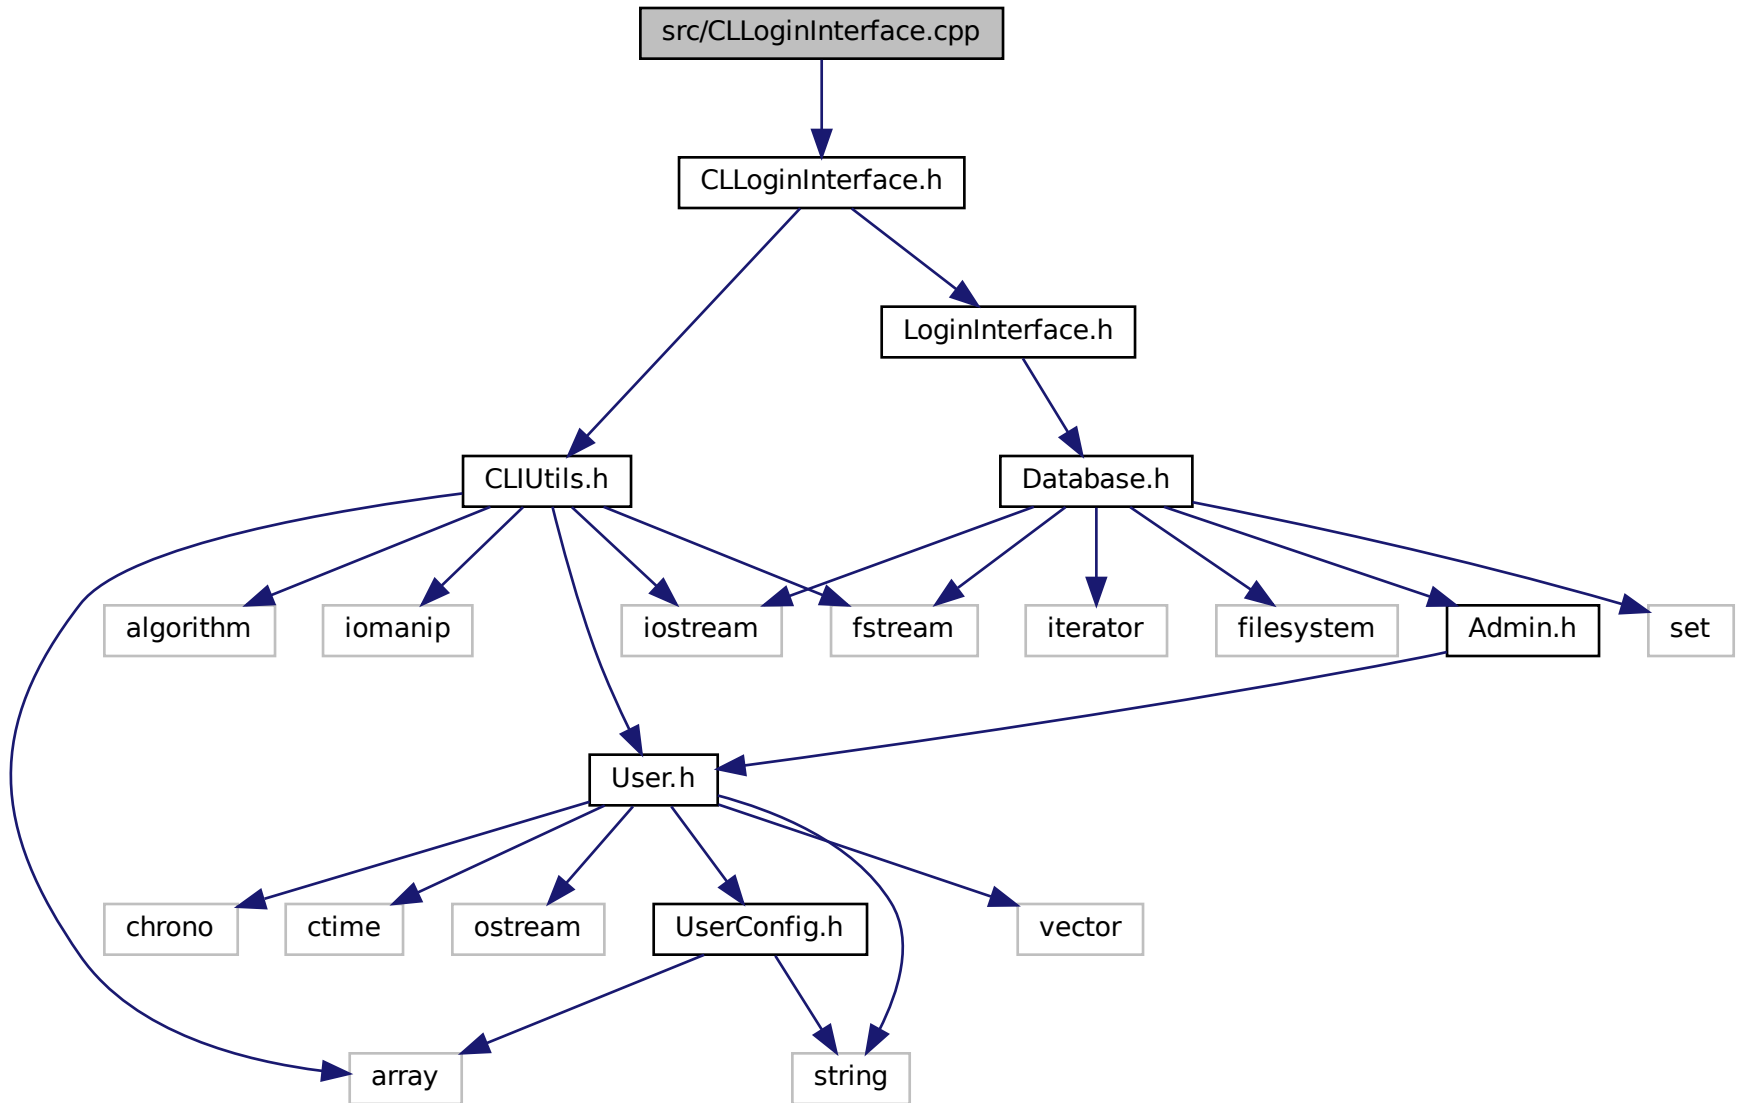 src/CLLoginInterface.cpp
CLLoginInterface.h
LoginInterface.h
CLIUtils.h
Database.h
algorithm
iomanip
iostream
fstream
iterator
filesystem
Admin.h
set
User.h
chrono
ctime
ostream
UserConfig.h
vector
array
string